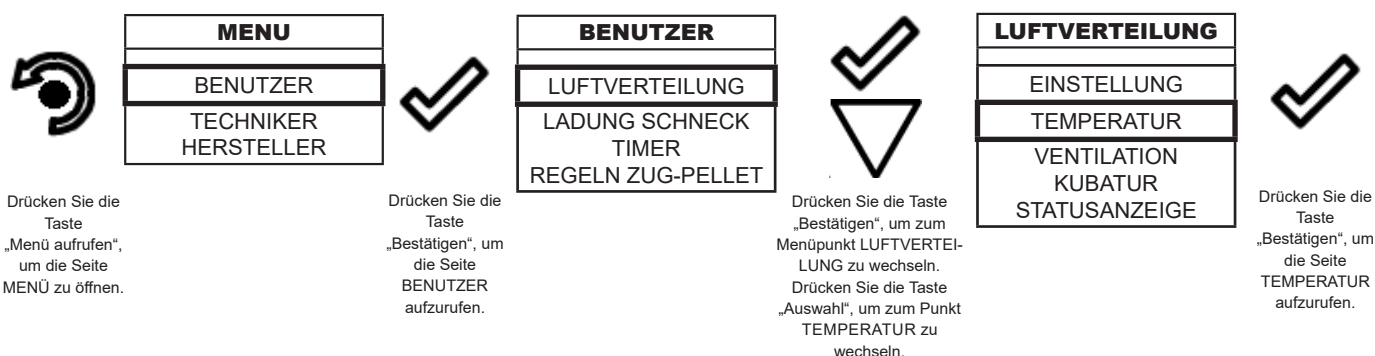 MENU
BENUTZER
TECHNIKER
HERSTELLER
Drücken Sie die
Taste
„Menü aufrufen“,
um die Seite
MENÜ zu öffnen.
Drücken Sie die
Taste
„Bestätigen“, um
die Seite
BENUTZER
aufzurufen.
BENUTZER
LUFTVERTEILUNG
LADUNG SCHNECK
TIMER
REGELN ZUG-PELLET
Drücken Sie die Taste
„Bestätigen“, um zum
Menüpunkt LUFTVERTEI-
LUNG zu wechseln.
Drücken Sie die Taste
„Auswahl“, um zum Punkt
TEMPERATUR zu
wechseln.
LUFTVERTEILUNG
EINSTELLUNG
TEMPERATUR
VENTILATION
KUBATUR
STATUSANZEIGE
Drücken Sie die
Taste
„Bestätigen“, um
die Seite
TEMPERATUR
aufzurufen.